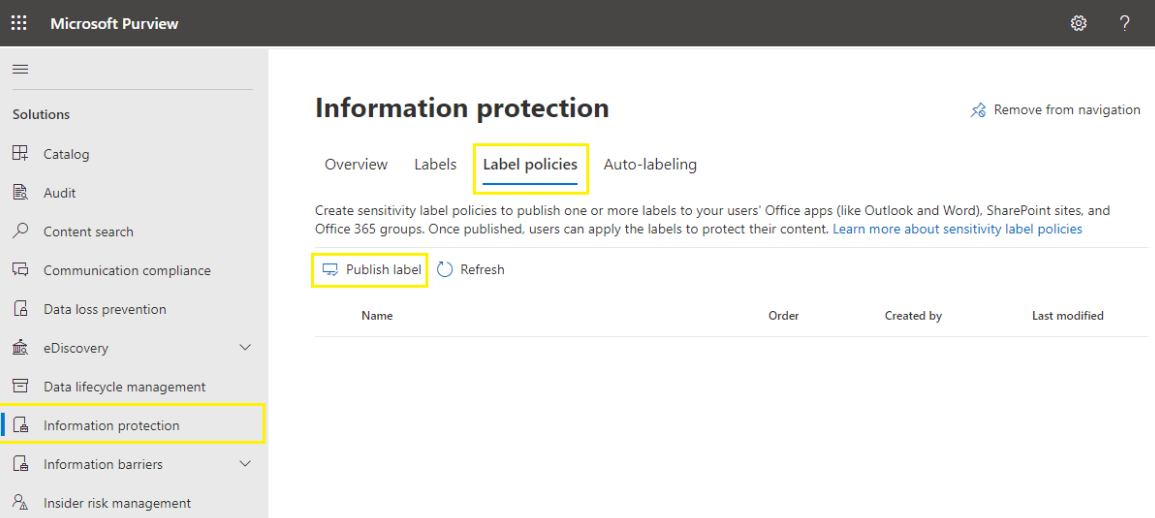 Microsoft Purview
?
Solutions
Catalog
Audit
Content search
Communication compliance
Data loss prevention
eDiscovery
Data lifecycle management
Information protection
Information barriers
Insider risk management
Information protection
Remove from navigation
Overview Labels Label policies Auto-labeling
Create sensitivity label policies to publish one or more labels to your users' Office apps (like Outlook and Word), SharePoint sites, and
Office 365 groups. Once published, users can apply the labels to protect their content. Learn more about sensitivity label policies
Publish label Refresh
Name Order Created by Last modified